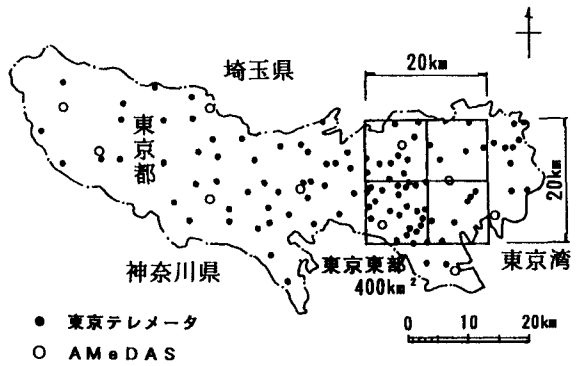 4
20km
埼玉県
東京都
20km
神奈川県
東京東部
400km²
東京湾
● 東京テレメータ
○ AMeDAS
0 10 20km